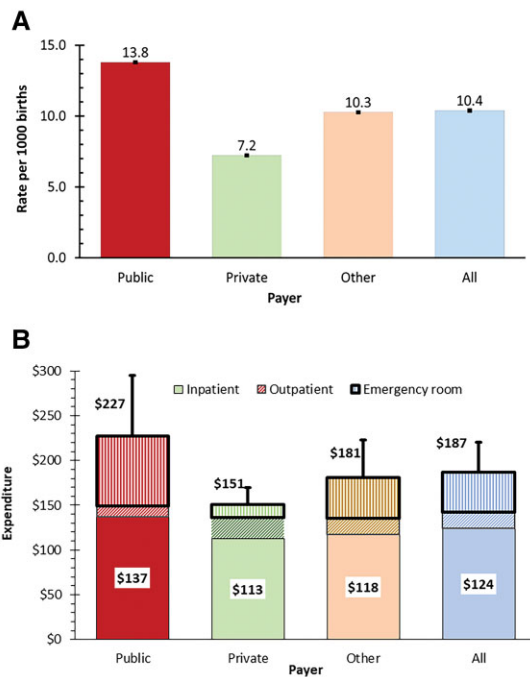 A
15.0
13.8
10.4
10.3
10.0
7.2
5.0
0.0
Rate per 1000 births
Public Private Other All
Payer
B
$300
Inpatient Outpatient Emergency room
$250
$227
$200
$187
$181
$151
$150
$100
$50
$0
$137
$113
$118
$124
Expenditure
Public Private Other All
Payer